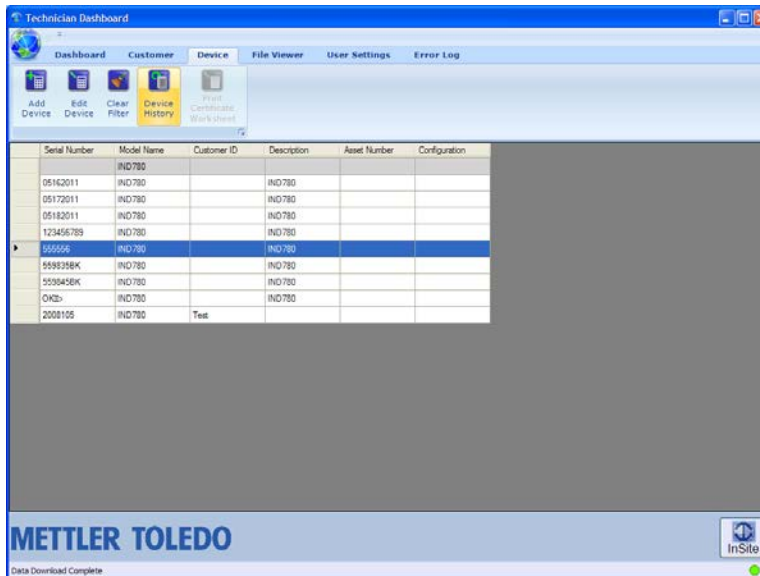 Technician Dashboard
Dashboard Customer Device File Viewer User Settings Error Log
Add Device
Edit Device
Clear Filter
Device History
Print Certificate Worksheet
Serial Number Model Name Customer ID Description Asset Number Configuration
IND780
05162011 IND780 IND780
05172011 IND780 IND780
05182011 IND780 IND780
123456789 IND780 IND780
555556 IND780 IND780
559835BK IND780 IND780
559845BK IND780 IND780
IND780 IND780
2008105 IND780 Test
METTLER TOLEDO
InSite
Data Download Complete